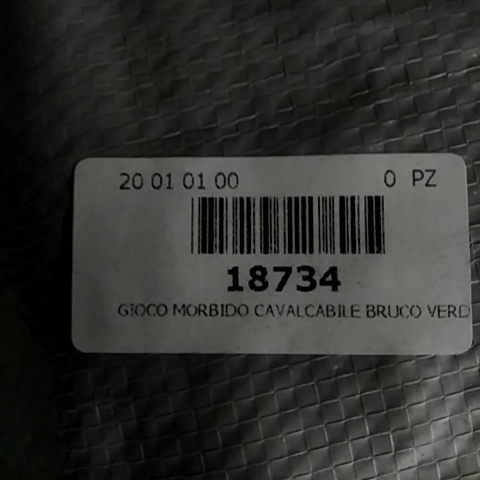 20 01 01 00 0 PZ
18734
GIOCO MORBIDO CAVALCABILE BRUCO VERD